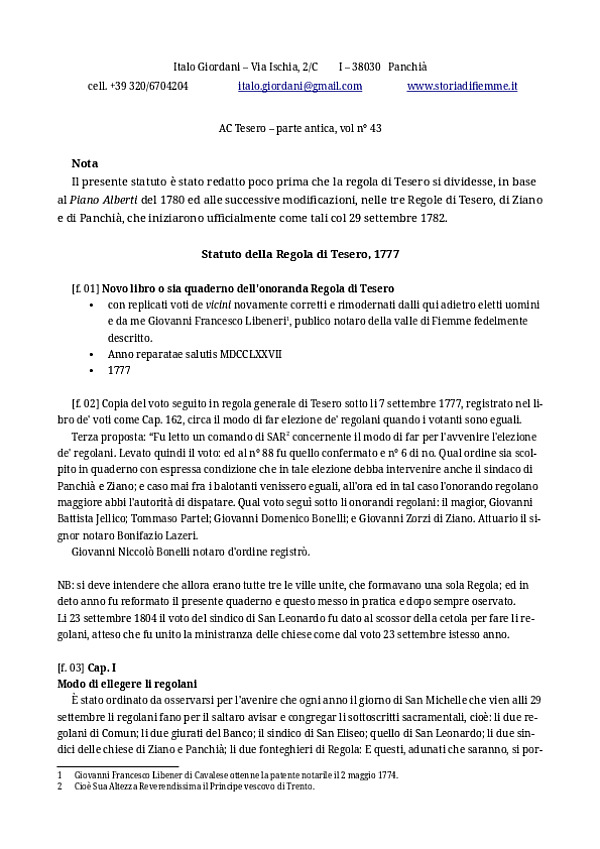 Italo Giordani – Via Ischia, 2/C I – 38030 Panchià
cell. +39 320/6704204 italo.giordani@gmail.com www.storiadifiemme.it
AC Tesero – parte antica, vol n° 43
Nota
Il presente statuto è stato redatto poco prima che la regola di Tesero si dividesse, in base
al Piano Alberti del 1780 ed alle successive modificazioni, nelle tre Regole di Tesero, di Ziano
e di Panchià, che iniziarono ufficialmente come tali col 29 settembre 1782.
Statuto della Regola di Tesero, 1777
[f. 01] Novo libro o sia quaderno dell'onoranda Regola di Tesero
• con replicati voti de vicini novamente corretti e rimodernati dalli qui adietro eletti uomini
e da me Giovanni Francesco Libeneri¹, publico notaro della valle di Fiemme fedelmente
descritto.
• Anno reparatae salutis MDCCLXXVII
• 1777
[f. 02] Copia del voto seguito in regola generale di Tesero sotto li 7 settembre 1777, registrato nel li-
bro de' voti come Cap. 162, circa il modo di far elezione de' regolani quando i votanti sono eguali.
Terza proposta: "Fu letto un comando di SAR² concernente il modo di far per l'avvenire l'elezione
de' regolani. Levato quindi il voto: ed al n° 88 fu quello confermato e n° 6 di no. Qual ordine sia scol-
pito in quaderno con espressa condizione che in tale elezione debba intervenire anche il sindaco di
Panchià e Ziano; e caso mai fra i balotanti venissero eguali, all'ora ed in tal caso l'onorando regolano
maggiore abbi l'autorità di dispatare. Qual voto seguì sotto li onorandi regolani: il magior, Giovanni
Battista Jellico; Tommaso Partel; Giovanni Domenico Bonelli; e Giovanni Zorzi di Ziano. Attuario il si-
gnor notaro Bonifazio Lazeri.
Giovanni Niccolò Bonelli notaro d'ordine registrò.
NB: si deve intendere che allora erano tutte tre le ville unite, che formavano una sola Regola; ed in
deto anno fu reformato il presente quaderno e questo messo in pratica e dopo sempre oservato.
Li 23 settembre 1804 il voto del sindico di San Leonardo fu dato al scossor della cetola per fare li re-
golani, atteso che fu unito la ministranza delle chiese come dal voto 23 settembre istesso anno.
[f. 03] Cap. I
Modo di ellegere li regolani
È stato ordinato da osservarsi per l'avenire che ogni anno il giorno di San Michelle che vien alli 29
settembre li regolani fano per il saltaro avisar e congregar li sottoscritti sacramentali, cioè: li due re-
golani di Comun; li due giurati del Banco; il sindico di San Eliseo; quello di San Leonardo; li due sin-
dici delle chiese di Ziano e Panchià; li due fonteghieri di Regola: E questi, adunati che saranno, si por-
1 Giovanni Francesco Libener di Cavalese ottenne la patente notarile il 2 maggio 1774.
2 Cioè Sua Altezza Reverendissima il Principe vescovo di Trento.